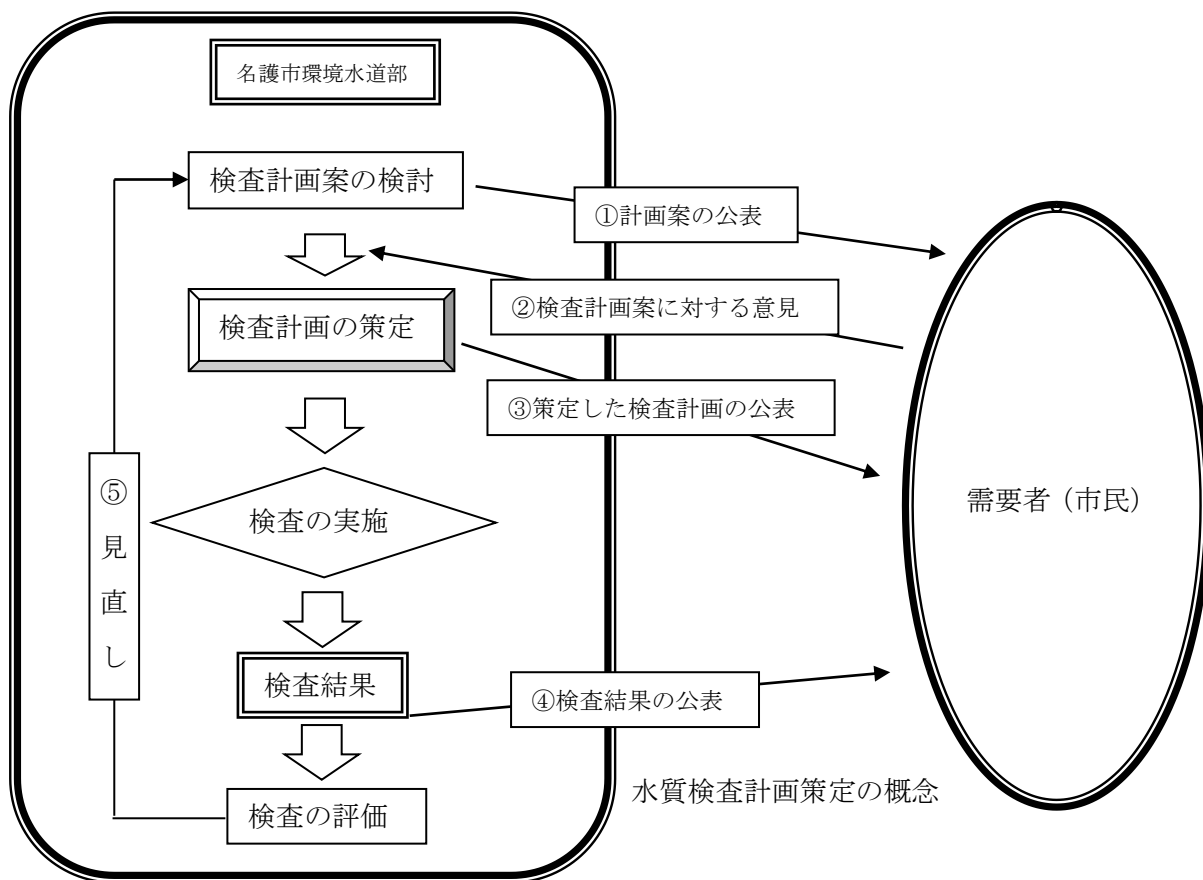 名護市環境水道部
検査計画案の検討
①計画案の公表
②検査計画案に対する意見
検査計画の策定
③策定した検査計画の公表
⑤見直し
検査の実施
需要者（市民）
検査結果
④検査結果の公表
水質検査計画策定の概念
検査の評価